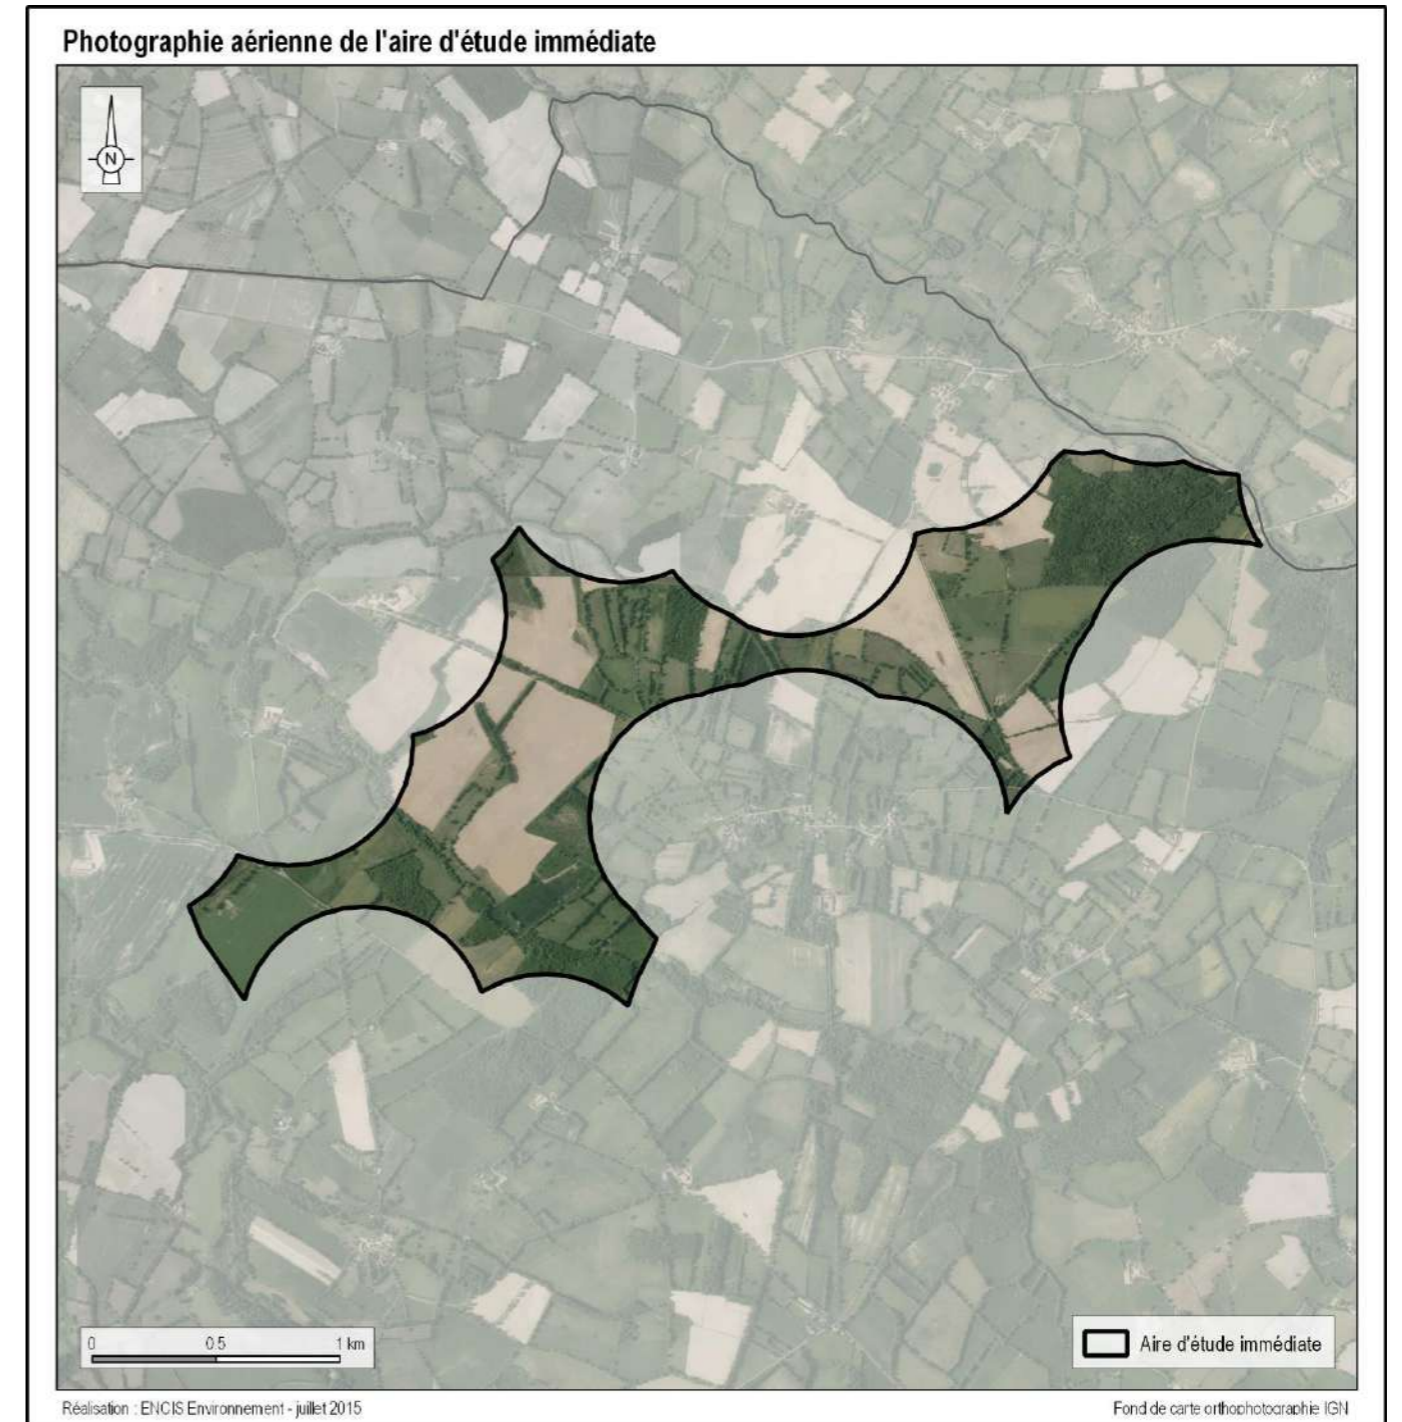 Photographie aérienne de l'aire d'étude immédiate
N
0 0.5 1 km
Aire d'étude immédiate
Réalisation : ENCIS Environnement - juillet 2015
Fond de carte orthophotographie IGN